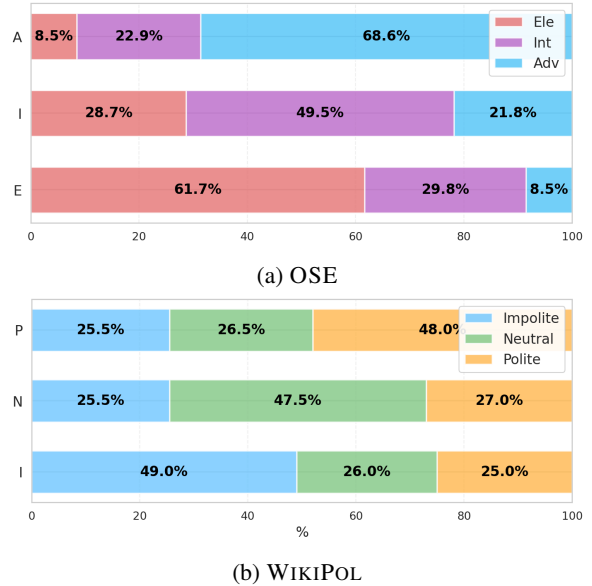 A 8.5% 22.9% 68.6% Ele
Int
Adv
I 28.7% 49.5% 21.8%
E 61.7% 29.8% 8.5%
0 20 40 60 80 100
(a) OSE
P 25.5% 26.5% 48.0% Impolite
Neutral
Polite
N 25.5% 47.5% 27.0%
I 49.0% 26.0% 25.0%
0 20 40 60 80 100
%
(b) WIKIPOL